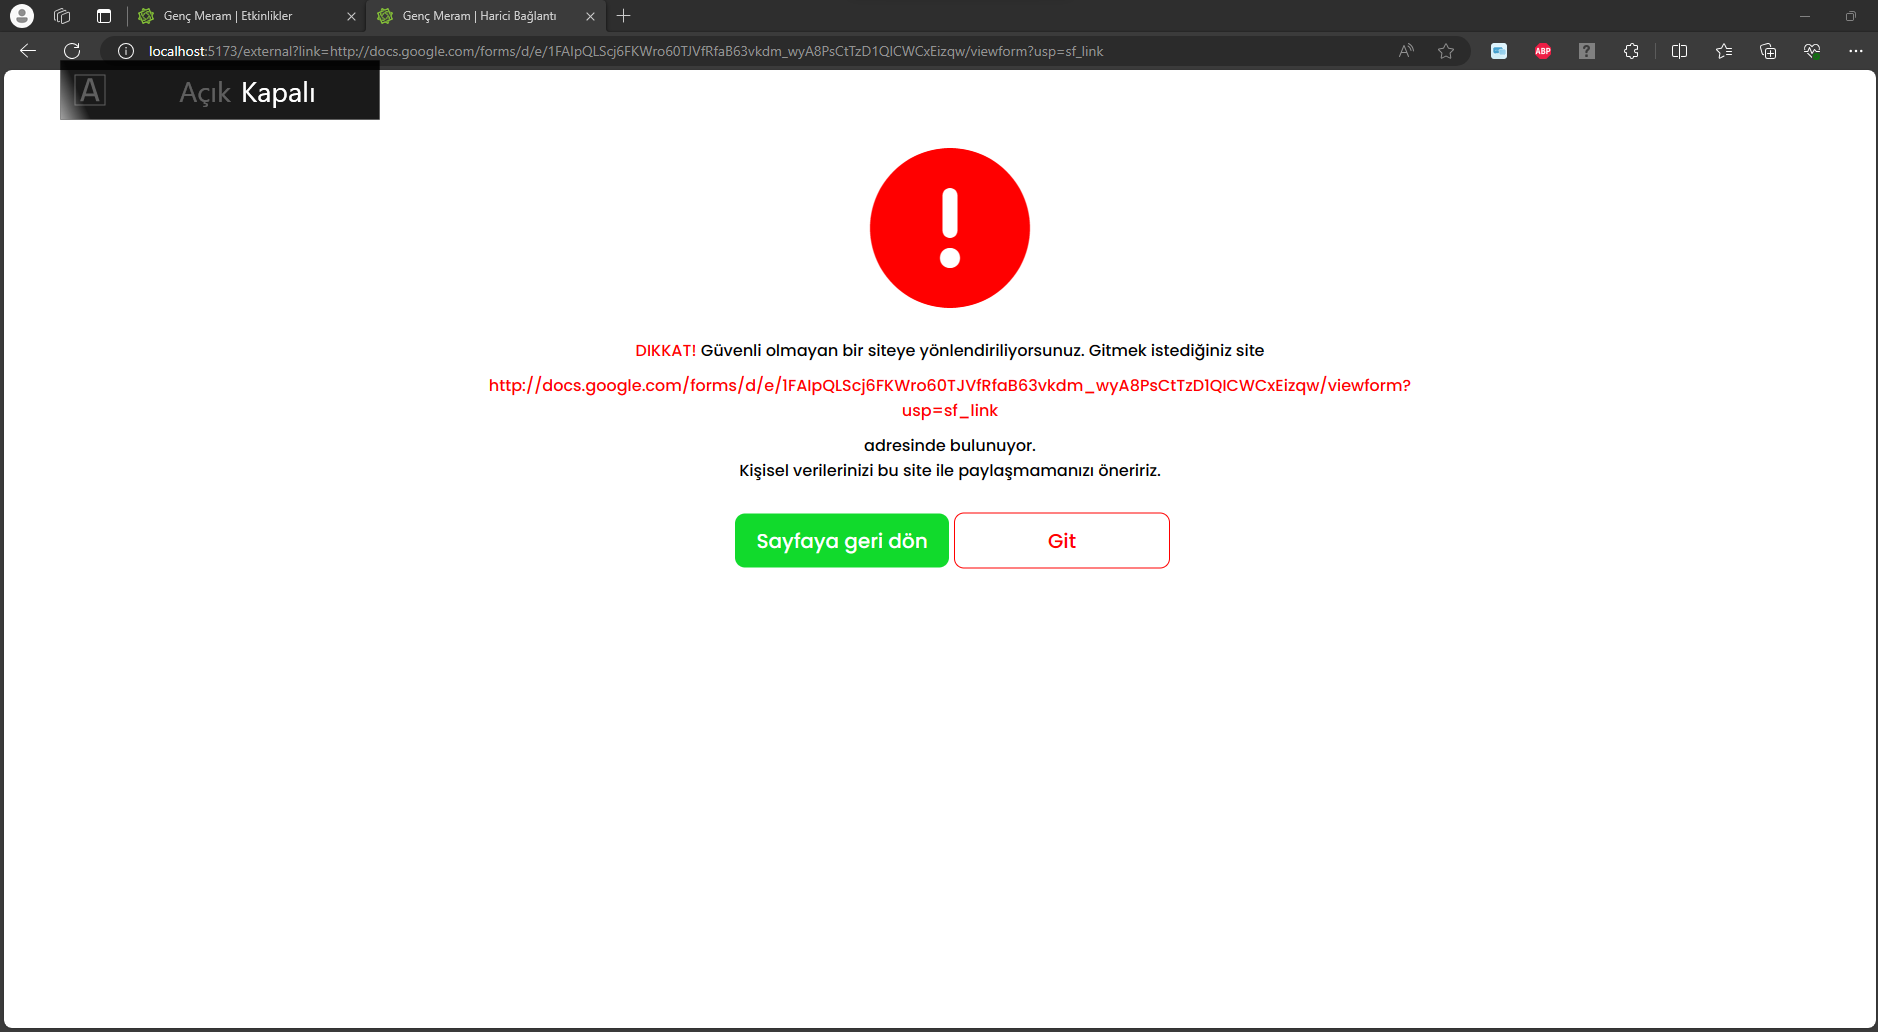 Genç Meram | Etkinlikler
Genç Meram | Harici Bağlantı
localhost:5173/external?link=http://docs.google.com/forms/d/e/1FAIpQLScj6FKWro60TJVfRfaB63vkdm_wyA8PsCtTzD1QICWCxEizqw/viewform?usp=sf_link
A
ABP
?
A
Açık Kapalı
DIKKAT! Güvenli olmayan bir siteye yönlendiriliyorsunuz. Gitmek istediğiniz site
http://docs.google.com/forms/d/e/1FAIpQLScj6FKWro60TJVfRfaB63vkdm_wyA8PsCtTzD1QICWCxEizqw/viewform?
usp=sf_link
adresinde bulunuyor.
Kişisel verilerinizi bu site ile paylaşmamanızı öneririz.
Sayfaya geri dön
Git